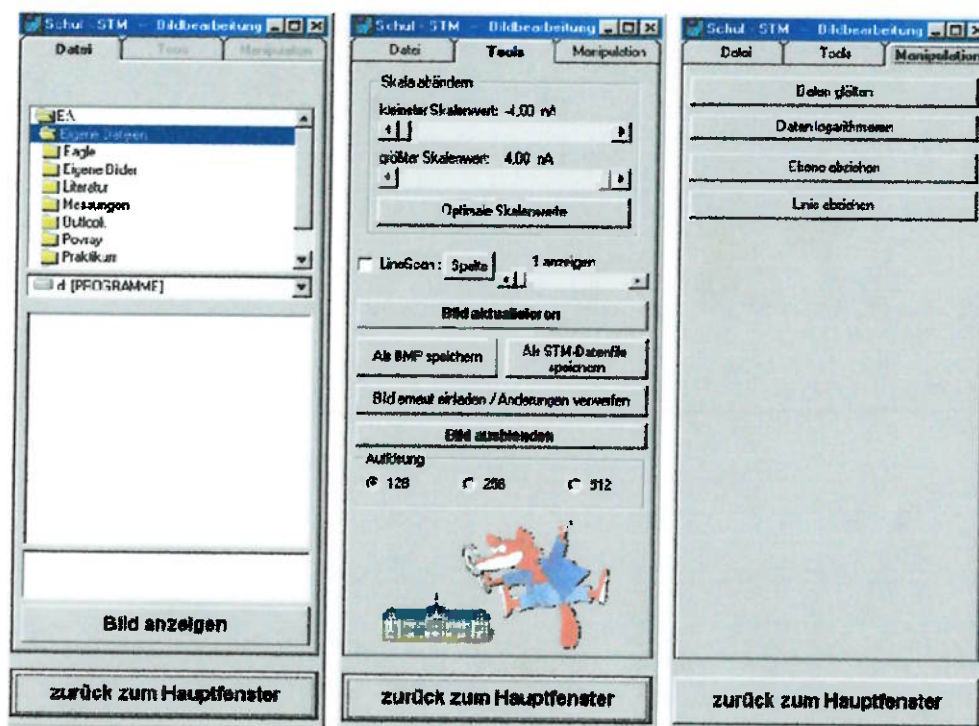 Schul - STM - Bildbearbeitung
Datei Tools Manipulation
E:\
Eigene Dateien
Eagle
Eigene Bilder
Literatur
Messungen
Outlook
Povray
Praktikum
d: [PROGRAMME]
Bild anzeigen
zurück zum Hauptfenster
Schul - STM - Bildbearbeitung
Datei Tools Manipulation
Skala abändern
kleinster Skalenwert: -4,00 nA
größter Skalenwert: 4,00 nA
Optimale Skalenwerte
LineScan : Spalte 1 anzeigen
Bild aktualisieren
Als BMP speichern
Als STM-Datenfile
speichern
Bild erneut einladen / Änderungen verwerfen
Bild ausblenden
Auflösung
128 256 512
zurück zum Hauptfenster
Schul - STM - Bildbearbeitung
Datei Tools Manipulation
Daten glätten
Daten logarithmieren
Ebene abziehen
Linie abziehen
zurück zum Hauptfenster